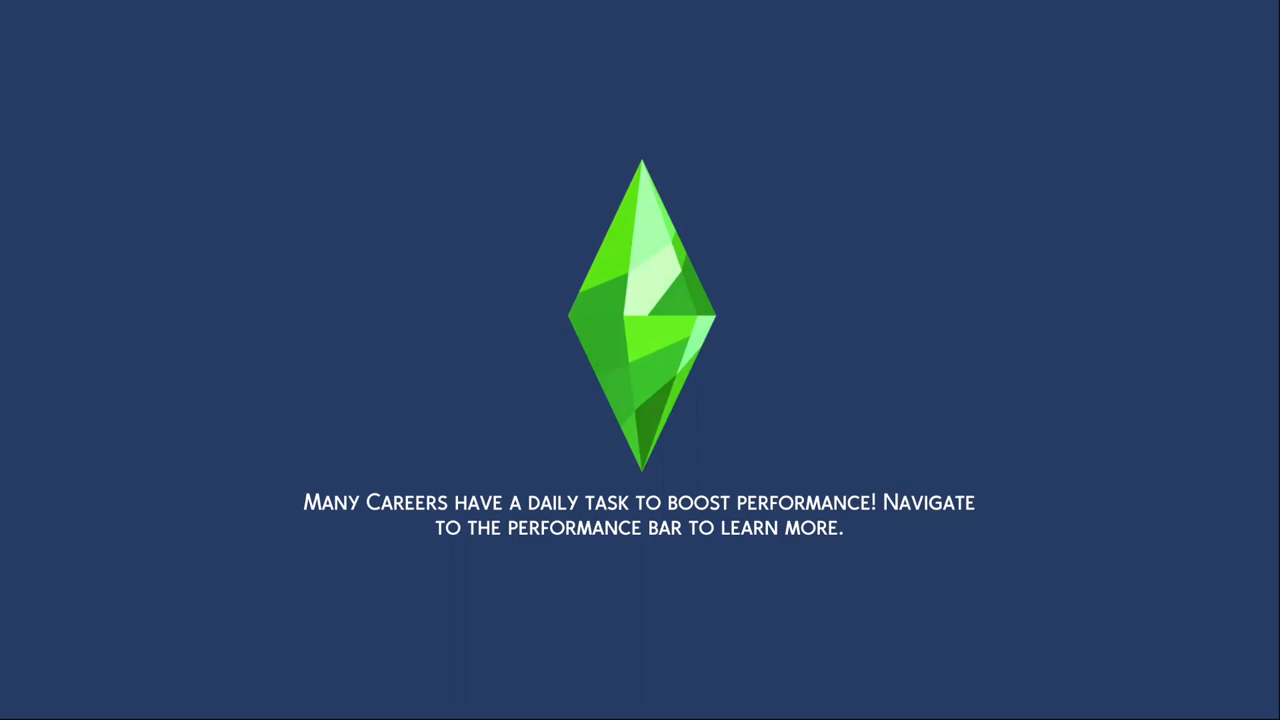 Many Careers have a daily task to boost performance! Navigate
to the performance bar to learn more.